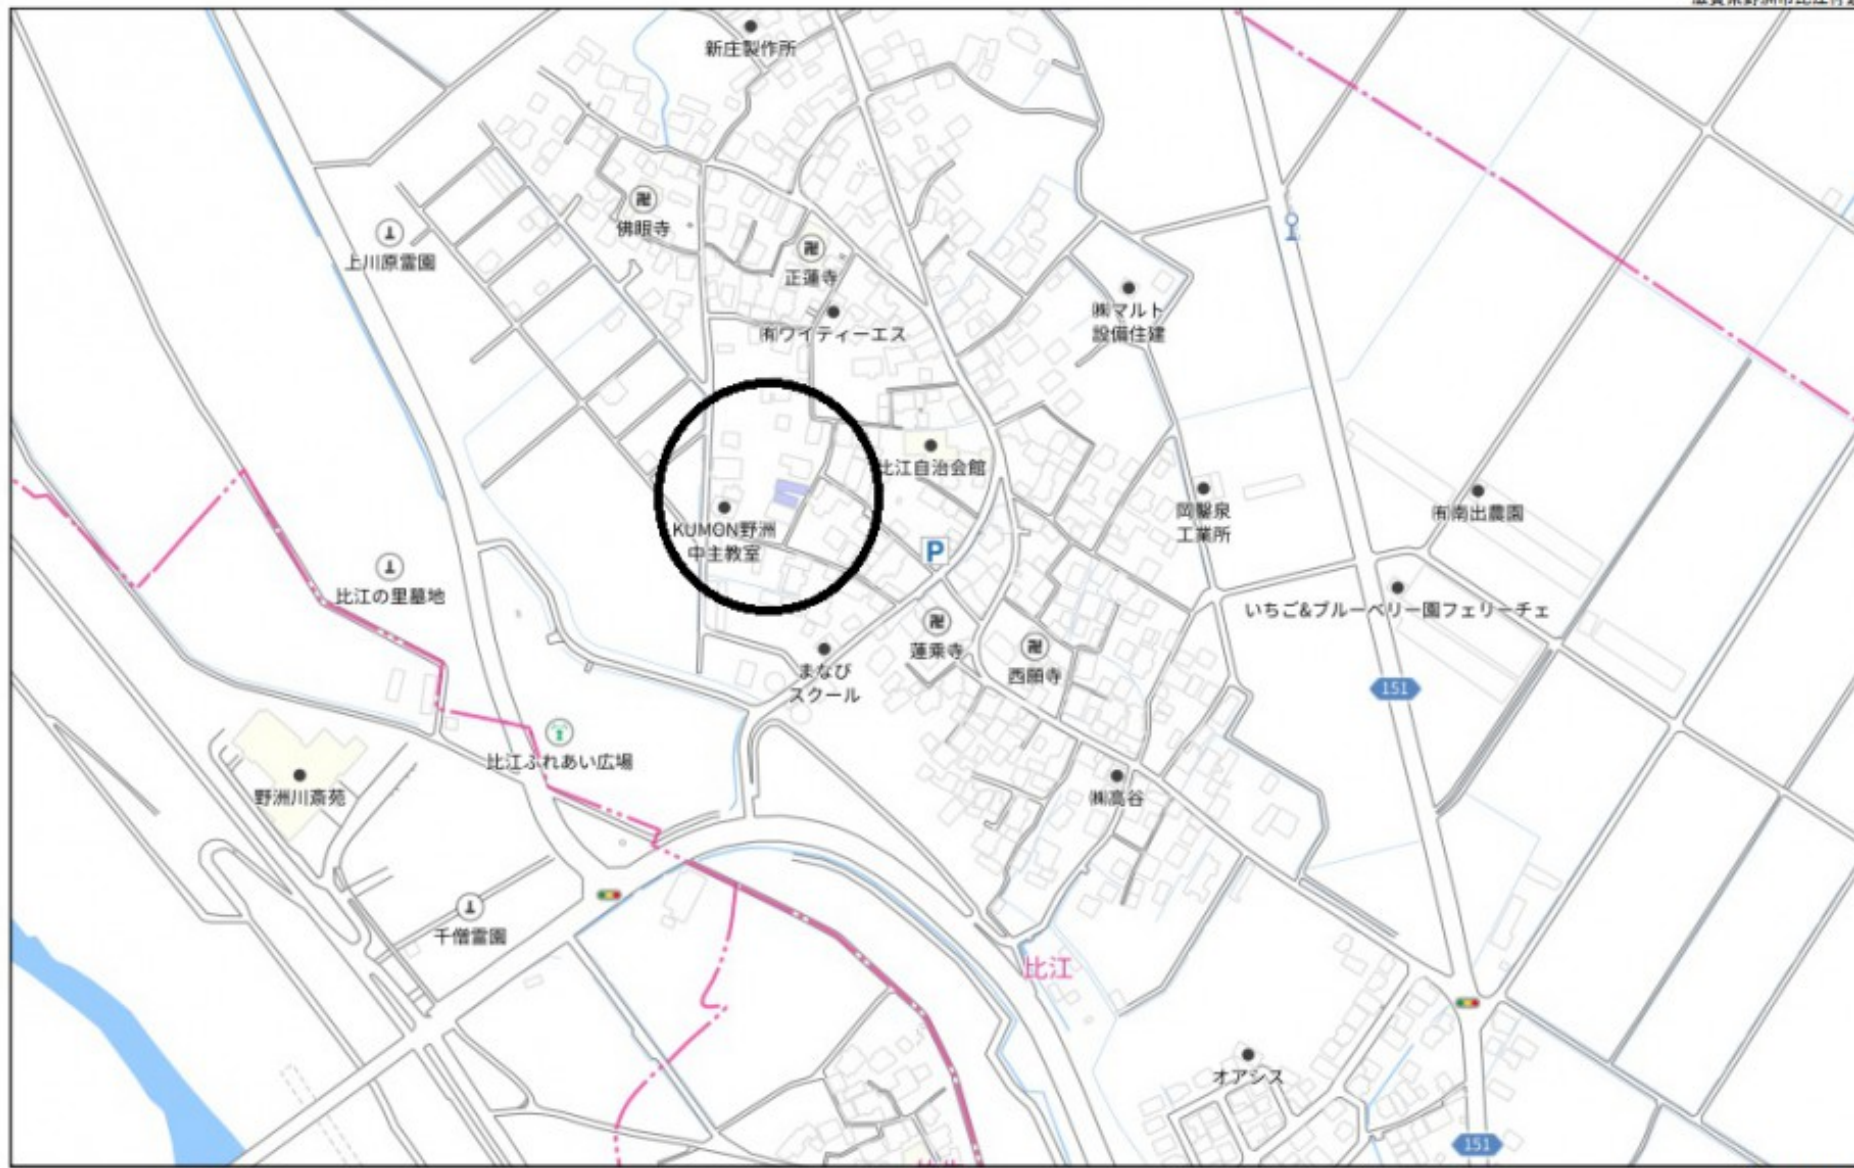 新庄製作所
佛眼寺
上川原霊園
正蓮寺
㈲ワイティーエス
㈱マルト
設備住建
比江自治会館
KUMON野洲
中主教室
岡鑿泉
工業所
㈲南出農園
P
比江の里墓地
いちご&ブルーベリー園フェリーチェ
蓮乗寺
西願寺
まなび
スクール
151
比江ふれあい広場
野洲川斎苑
㈱高谷
千僧霊園
比江
オアシス
151